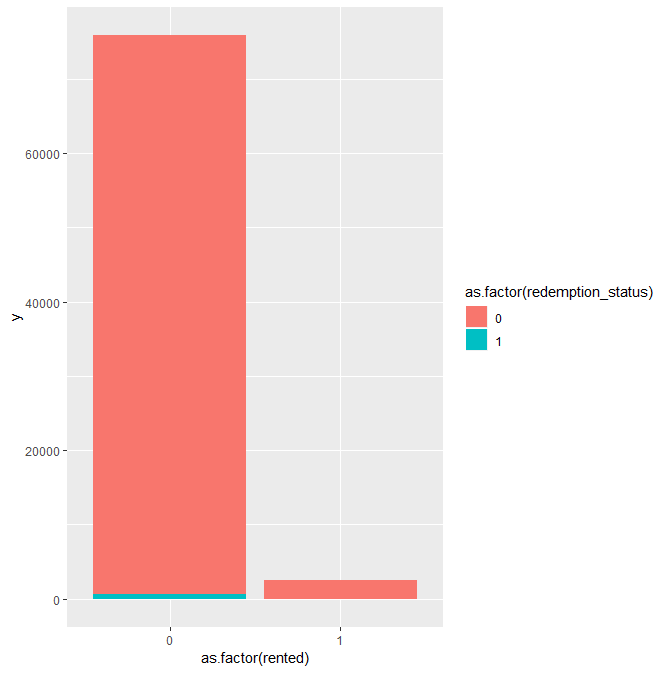 60000
40000
20000
0
y
0
1
as.factor(rented)
as.factor(redemption_status)
0
1